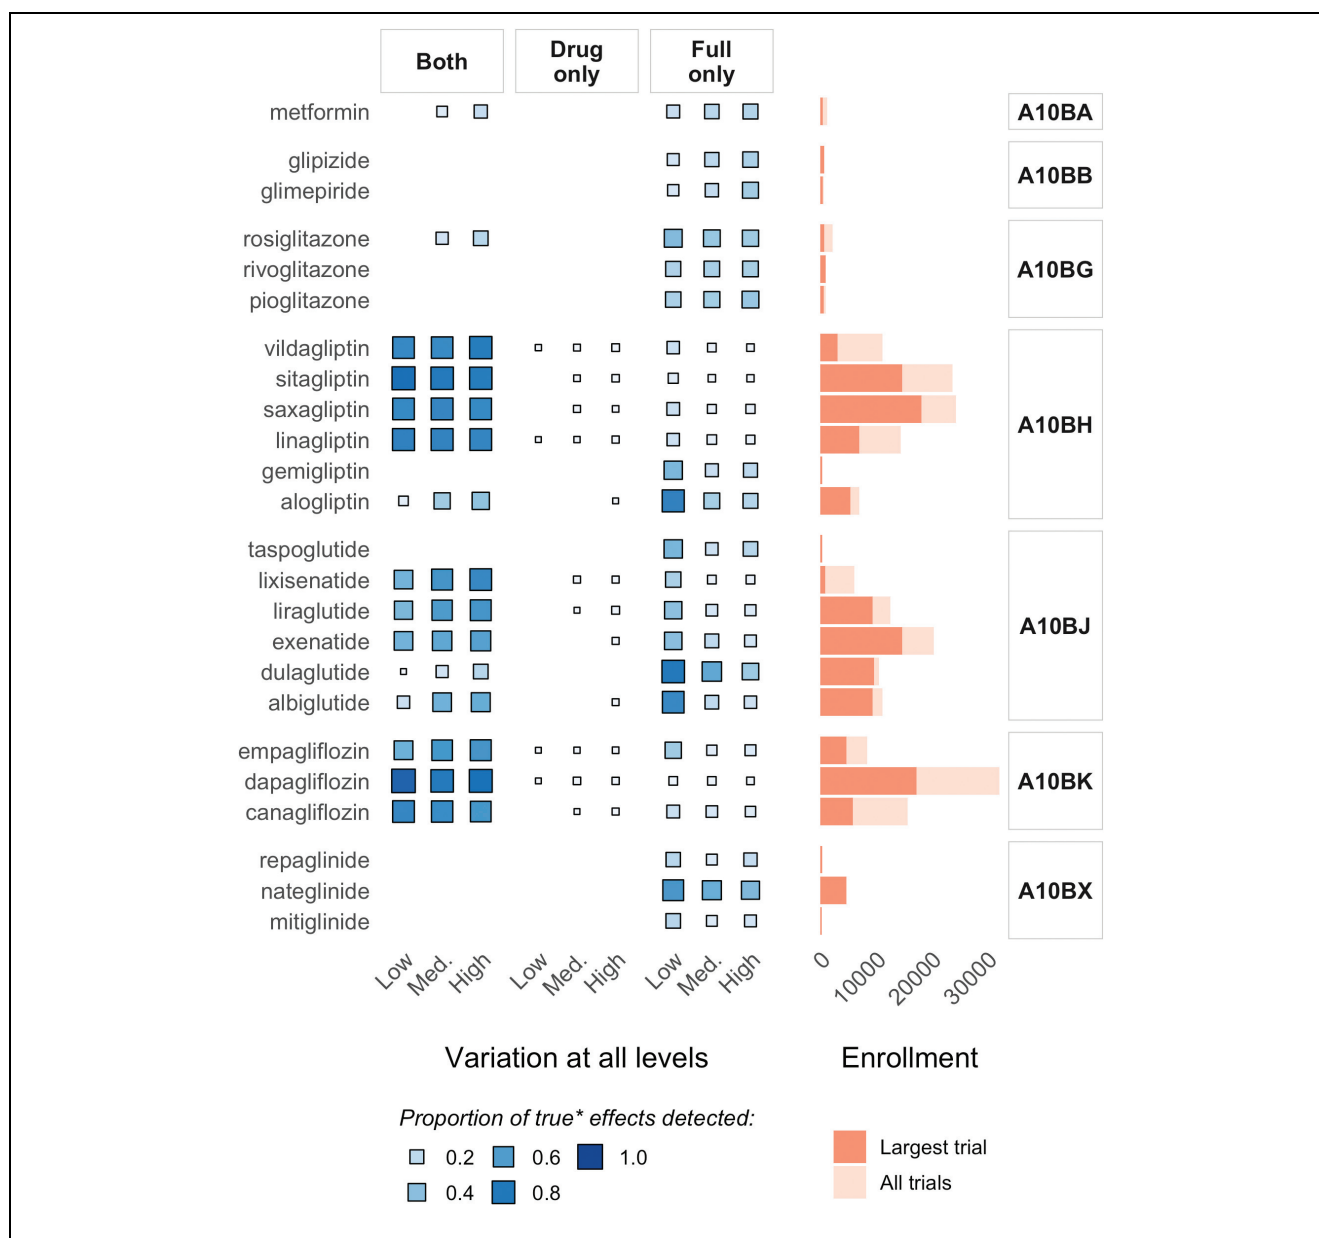 Both
Drug only
Full only
metformin
A10BA
glipizide
glimepiride
A10BB
rosiglitazone
rivoglitazone
pioglitazone
A10BG
vildagliptin
sitagliptin
saxagliptin
linagliptin
gemigliptin
alogliptin
A10BH
taspoglutide
lixisenatide
liraglutide
exenatide
dulaglutide
albiglutide
A10BJ
empagliflozin
dapagliflozin
canagliflozin
A10BK
repaglinide
nateglinide
mitiglinide
A10BX
Low Med. High Low Med. High Low Med. High 0 10000 20000 30000
Variation at all levels
Enrollment
Proportion of true* effects detected:
0.2 0.6 1.0
0.4 0.8
Largest trial
All trials